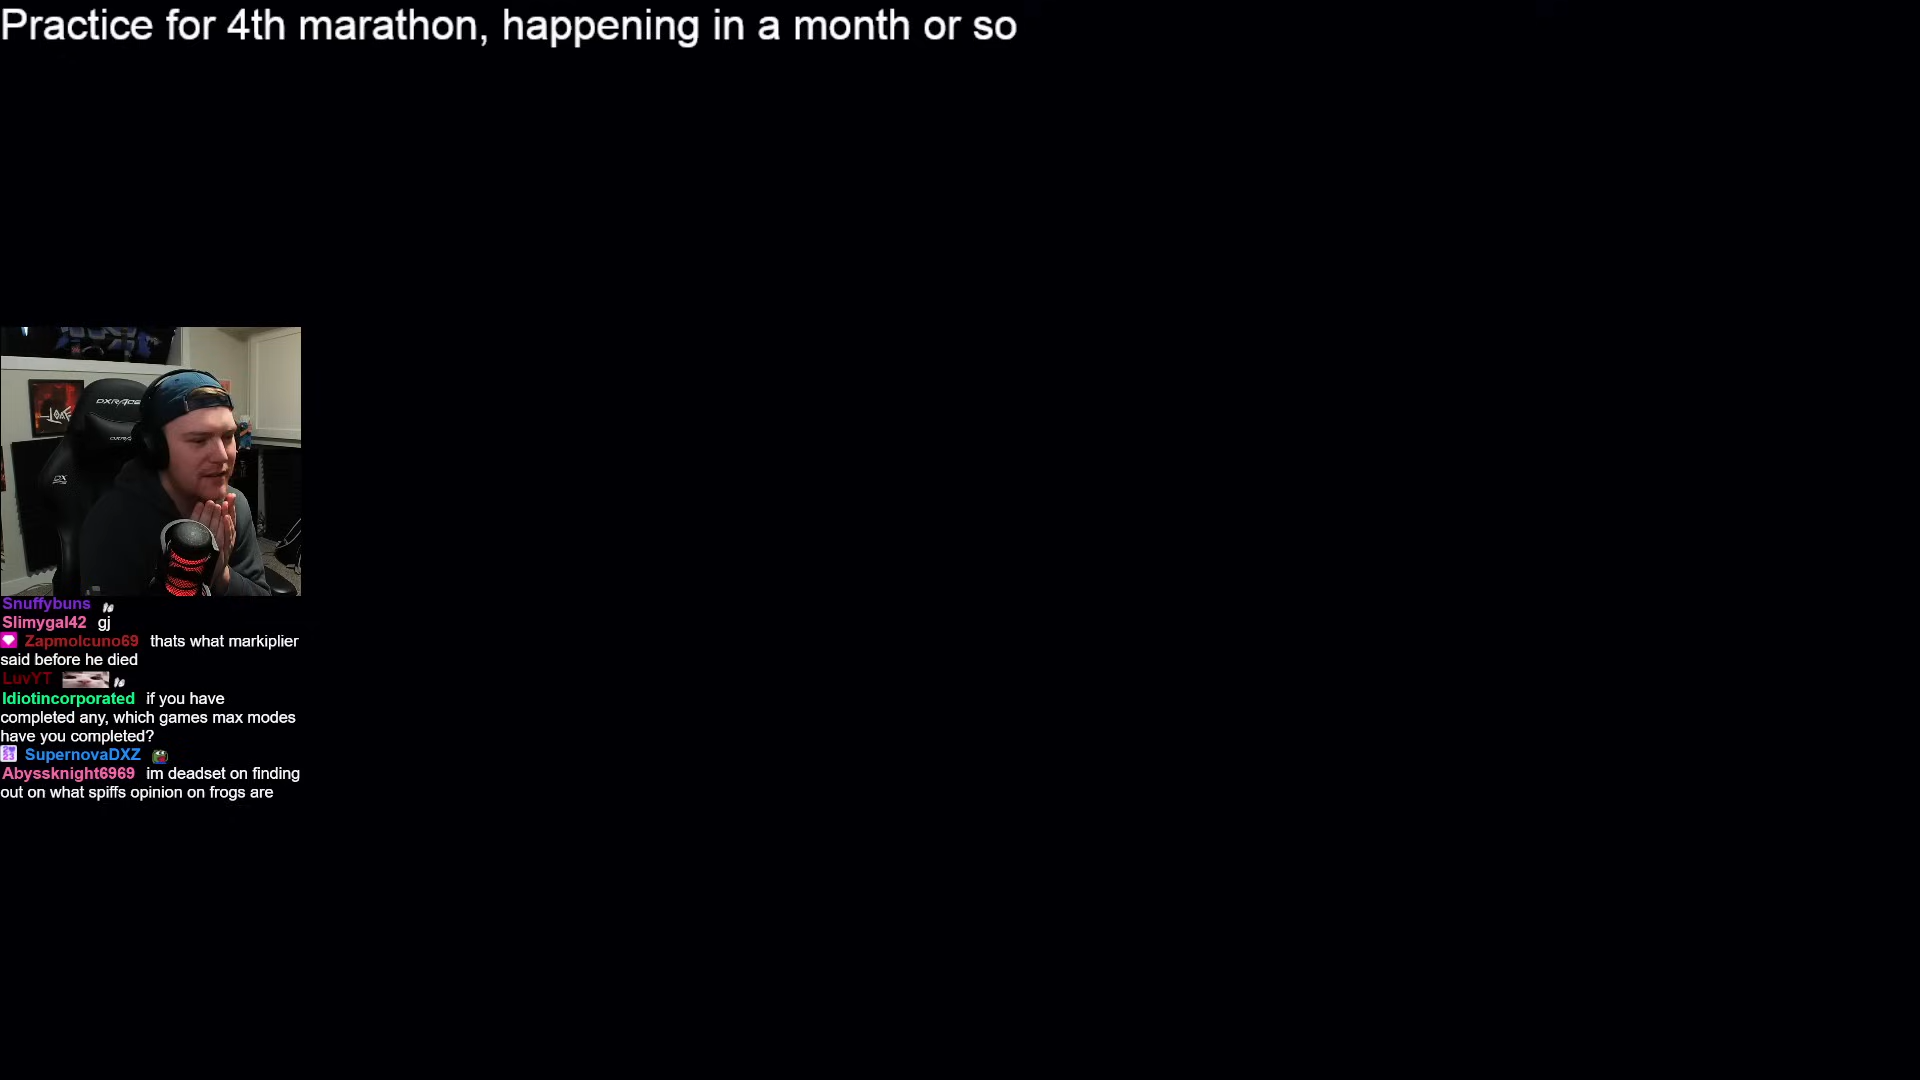 Practice for 4th marathon, happening in a month or so
DXRACE
DX
Snuffybuns
Slimygal42 gj
Zapmolcuno69 thats what markiplier
said before he died
LuvYT
Idiotincorporated if you have
completed any, which games max modes
have you completed?
SupernovaDXZ
Abyssknight6969 im deadset on finding
out on what spiffs opinion on frogs are